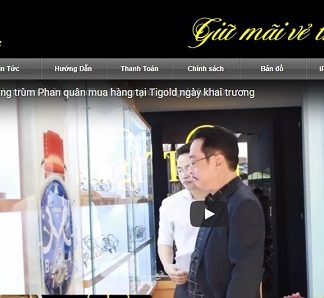 Giữ mãi vẻ
in Tức Hướng Dẫn Thanh Toán Chính sách Bản đồ
ng trùm Phan quân mua hàng tại Tigold ngày khai trương